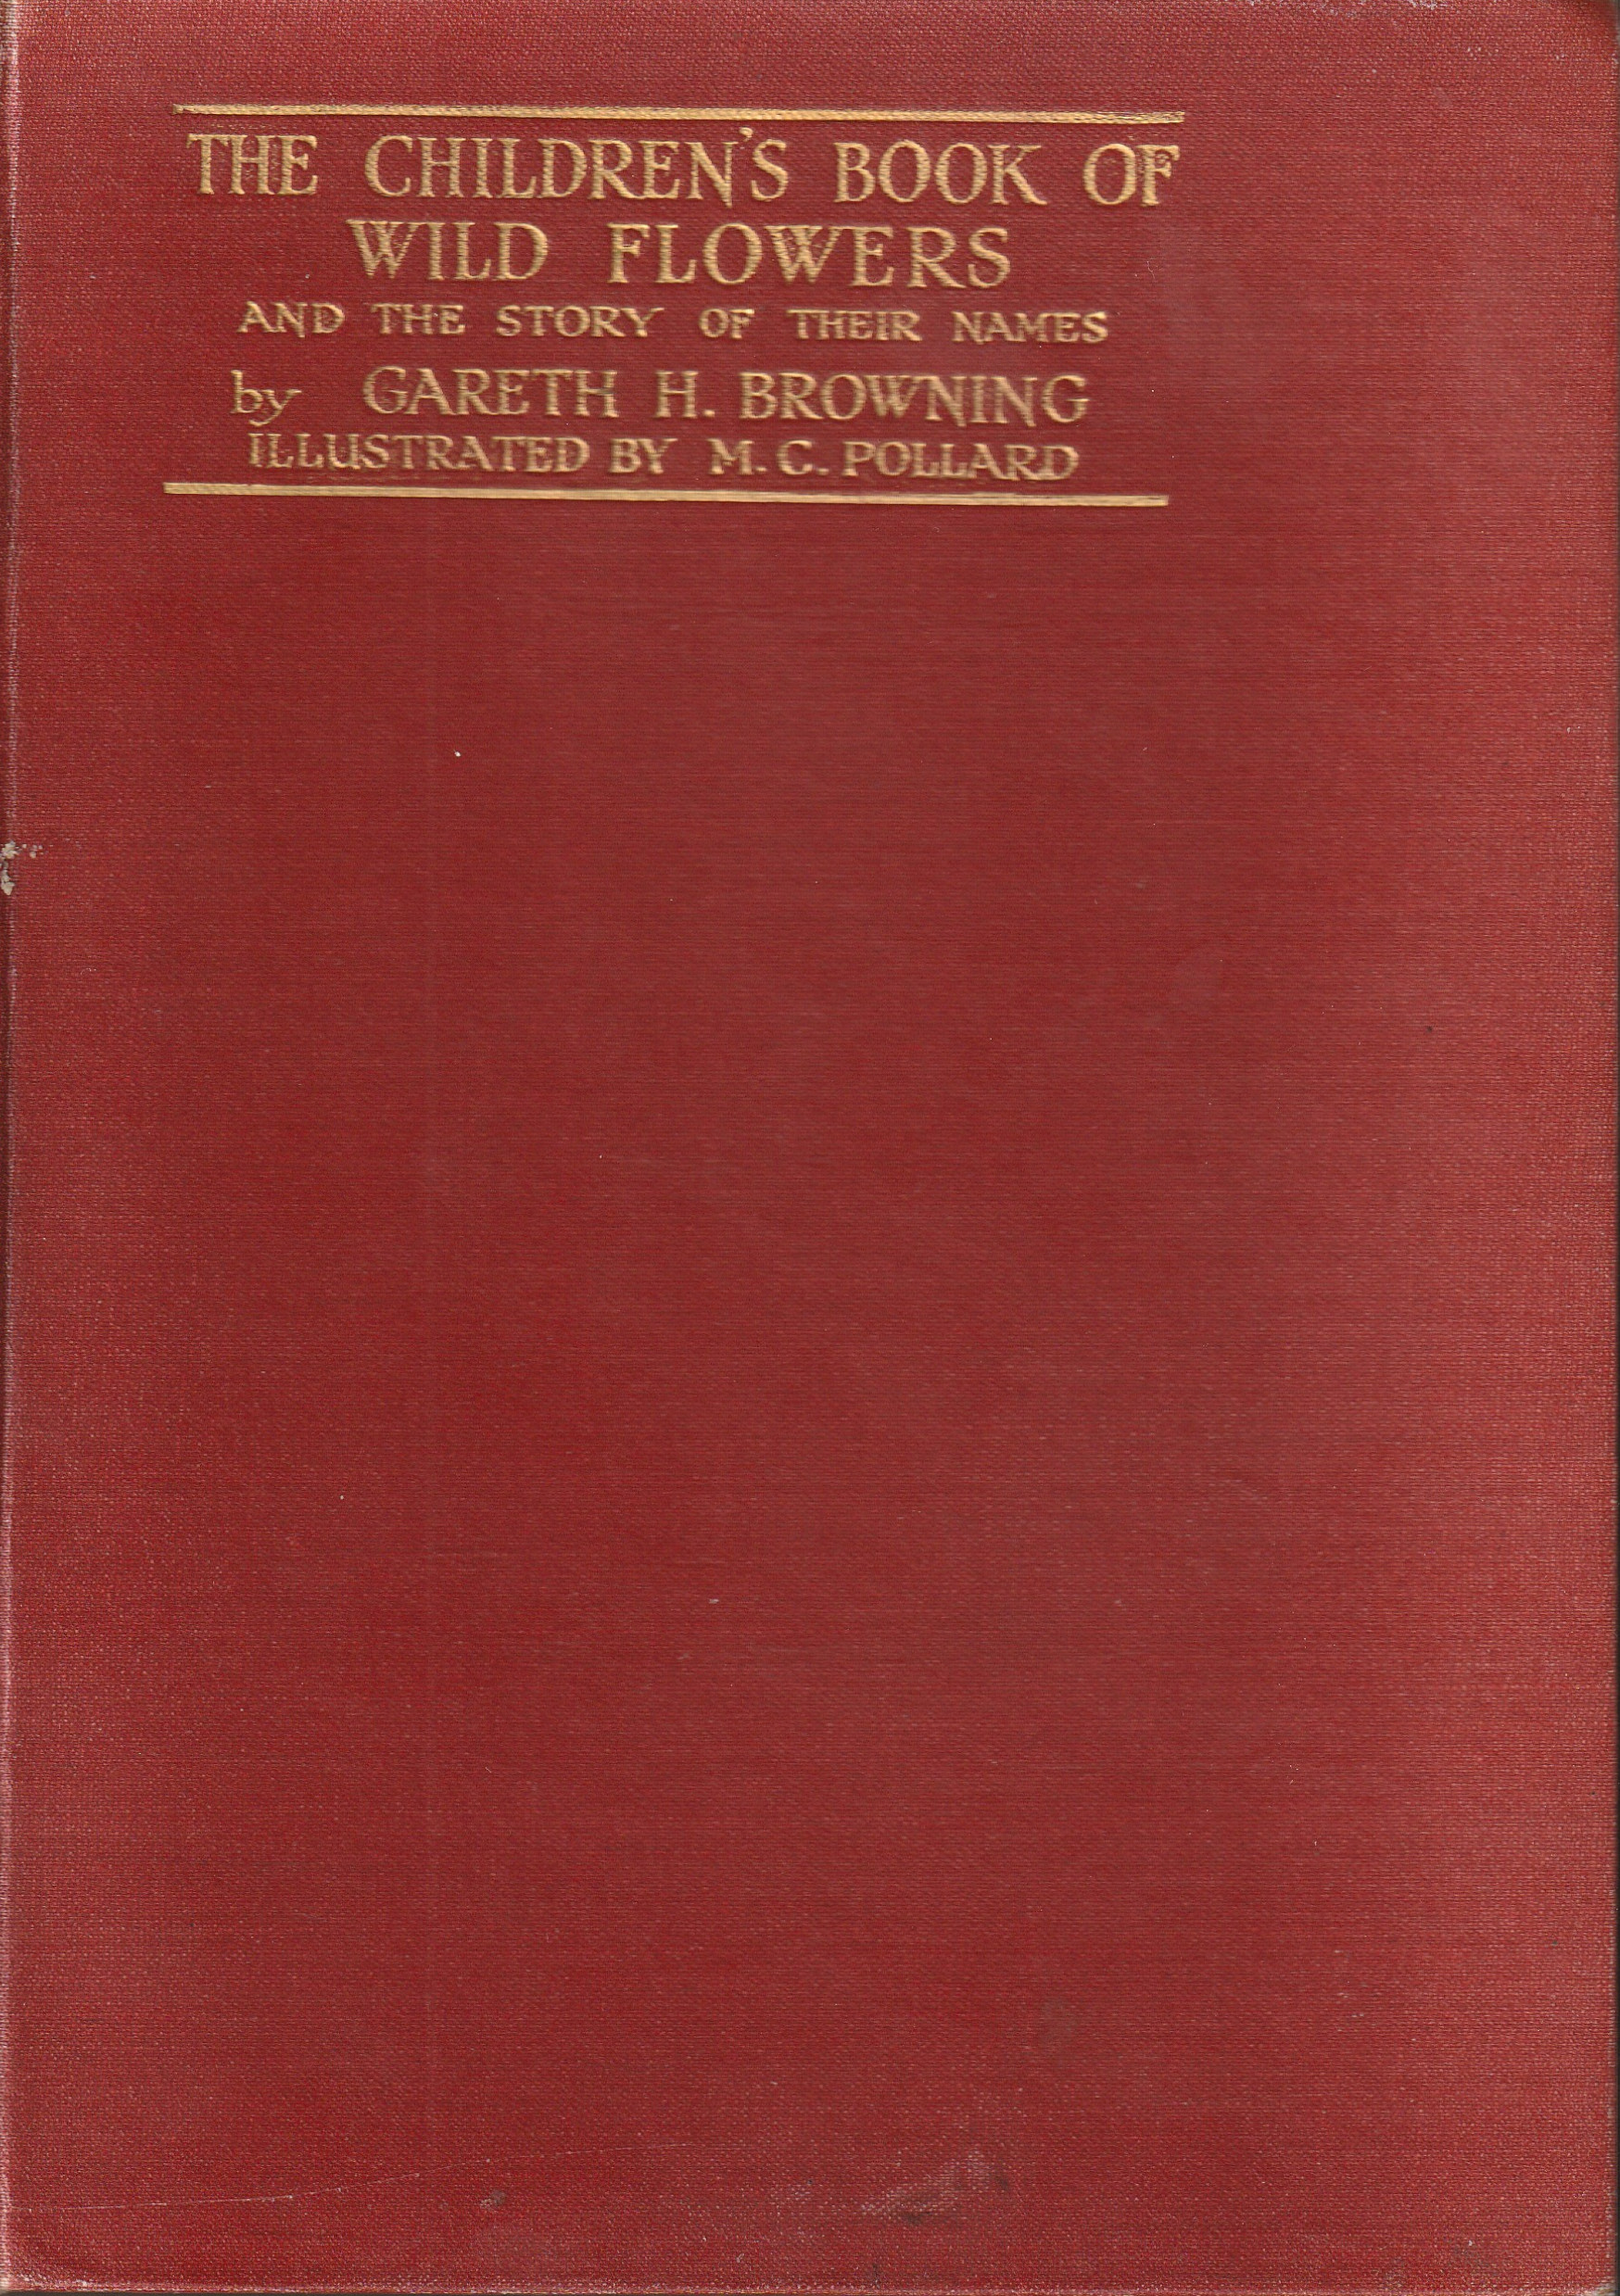 THE CHILDREN'S BOOK OF
WILD FLOWERS
AND THE STORY OF THEIR NAMES
by GARETH H. BROWNING
ILLUSTRATED BY M. C. POLLARD